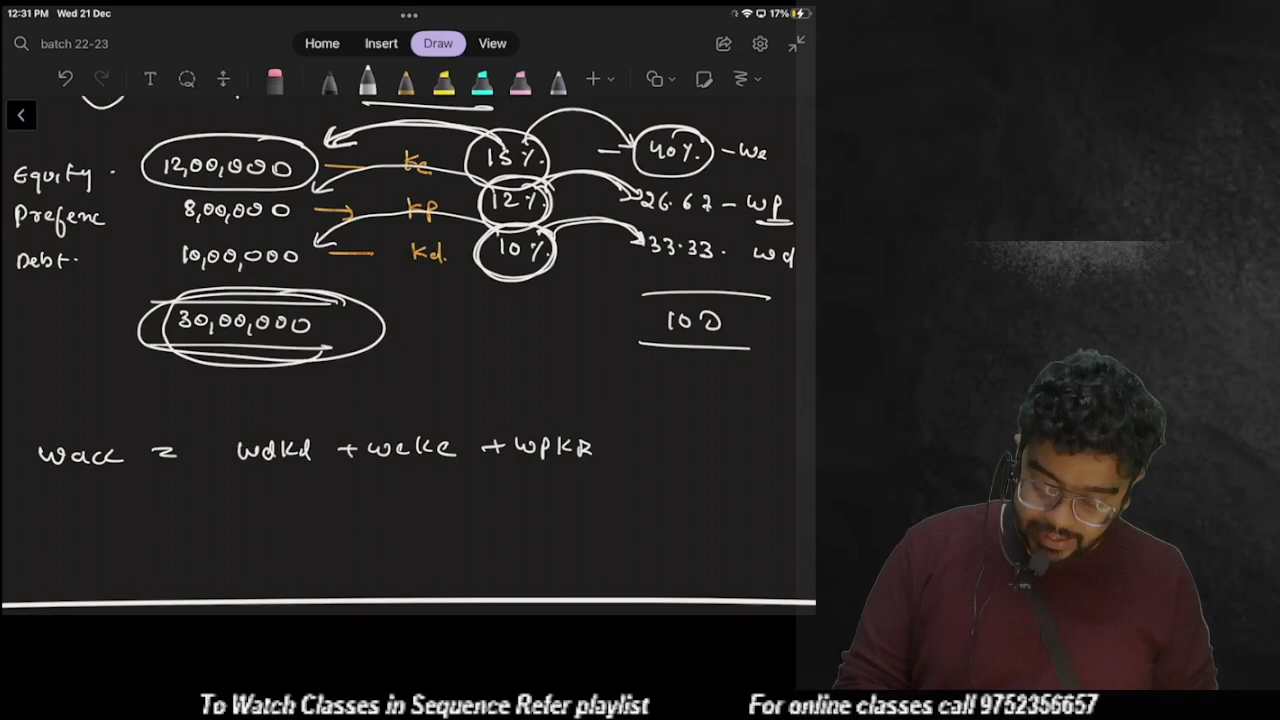 12:31 PM Wed 21 Dec
17%
batch 22-23
Home Insert Draw View
Equity. 12,00,000 — Ke 15%. — 40%. — We
Prefenc 8,00,000 → Kp 12%. 26.67 — Wp
Debt. 10,00,000 — Kd. 10%. 33.33. Wd
30,00,000 100
Wacc = WdKd + WeKe + WpKp
To Watch Classes in Sequence Refer playlist
For online classes call 9752356657